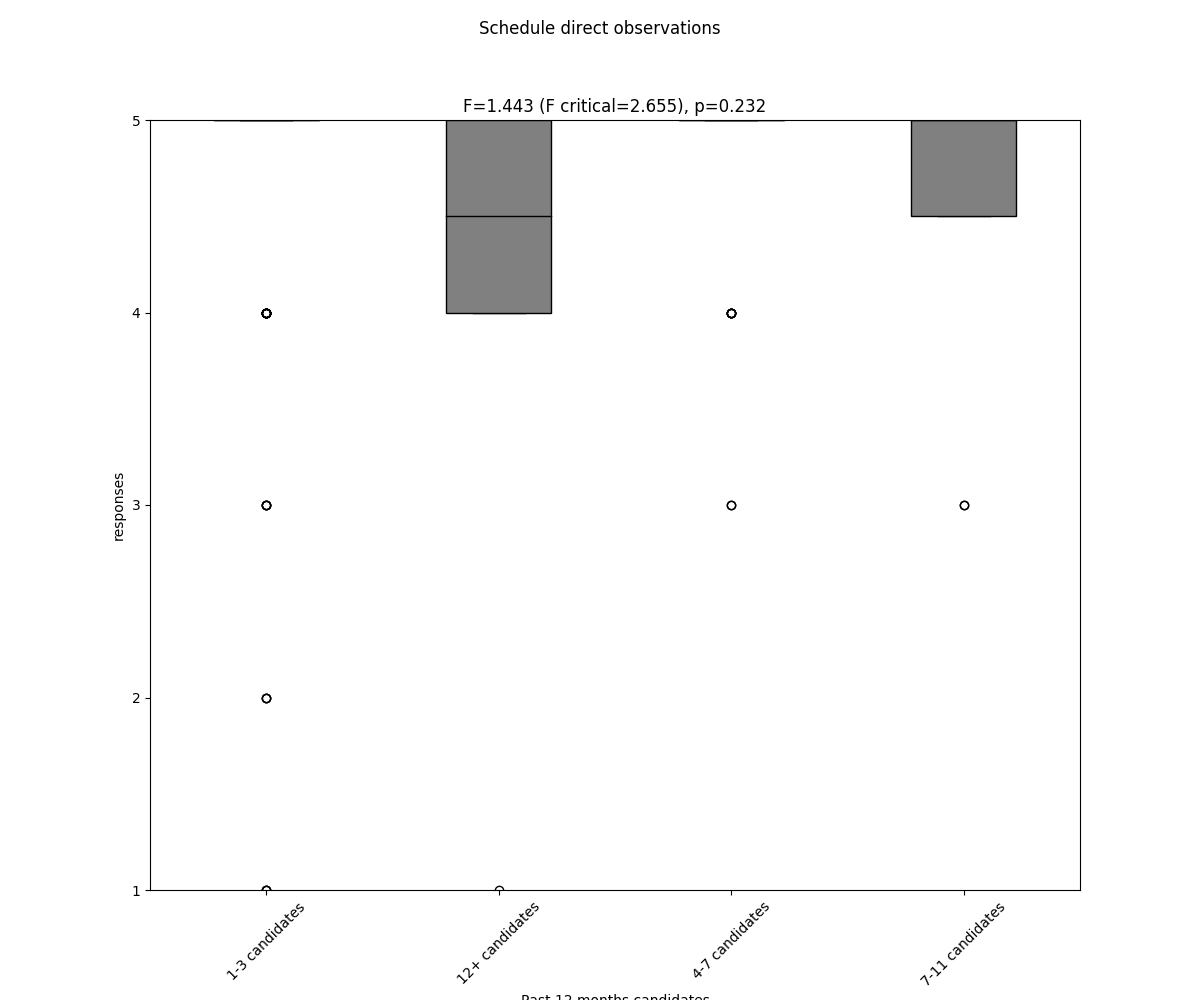 Schedule direct observations
F=1.443 (F critical=2.655), p=0.232
5
4
3
2
1
responses
1-3 candidates
12+ candidates
4-7 candidates
7-11 candidates
Past 12 months candidates